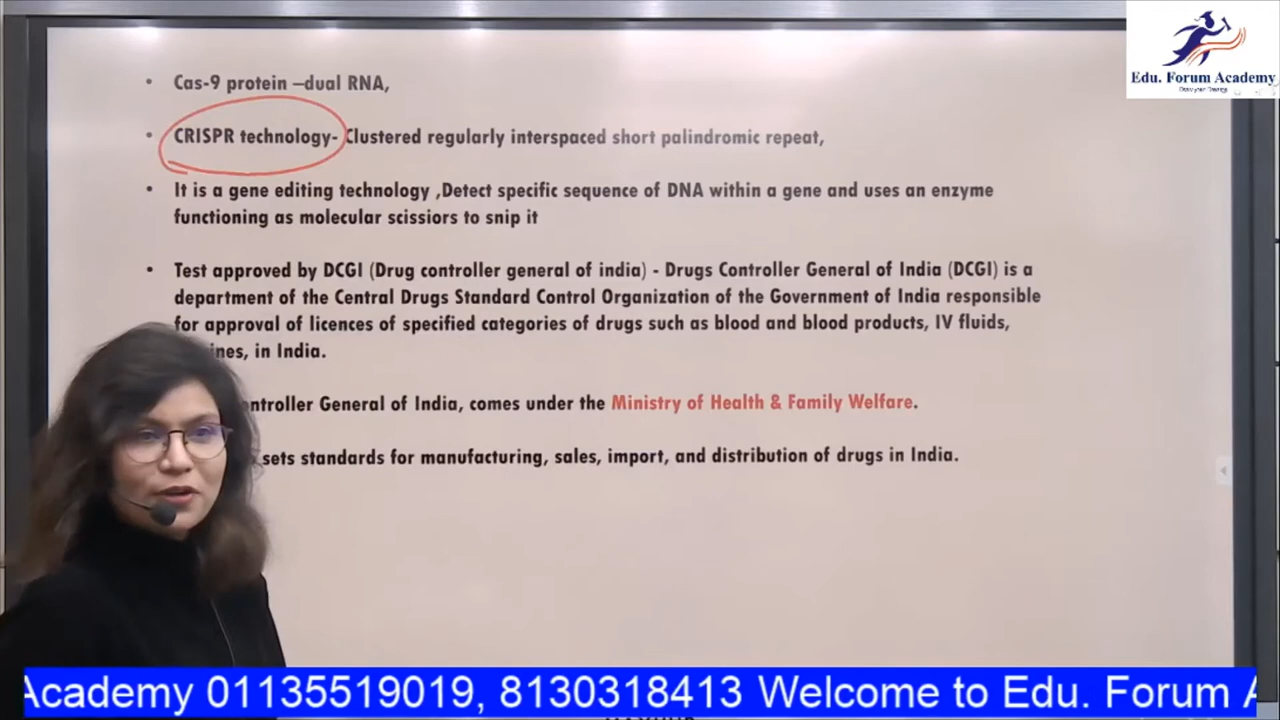 Edu. Forum Academy
Cas-9 protein –dual RNA,
CRISPR technology- Clustered regularly interspaced short palindromic repeat,
It is a gene editing technology ,Detect specific sequence of DNA within a gene and uses an enzyme
functioning as molecular scissiors to snip it
Test approved by DCGI (Drug controller general of india) - Drugs Controller General of India (DCGI) is a
department of the Central Drugs Standard Control Organization of the Government of India responsible
for approval of licences of specified categories of drugs such as blood and blood products, IV fluids,
ines, in India.
ntroller General of India, comes under the Ministry of Health & Family Welfare.
sets standards for manufacturing, sales, import, and distribution of drugs in India.
Academy 01135519019, 8130318413 Welcome to Edu. Forum A